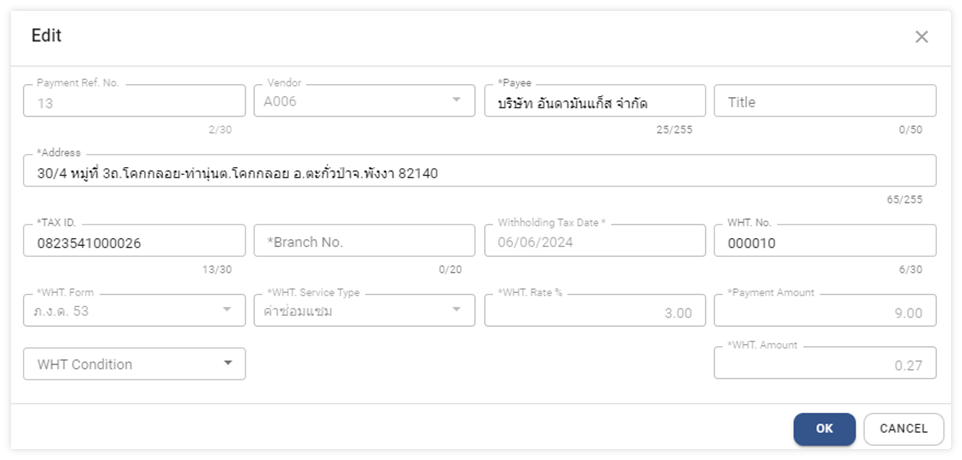 Edit
Payment Ref. No.
13
2/30
Vendor
A006
*Payee
บริษัท อันดามันแก็ส จำกัด
25/255
Title
0/50
*Address
30/4 หมู่ที่ 3ถ.โคกกลอย-ท่านุ่นต.โคกกลอย อ.ตะกั่วป่าจ.พังงา 82140
65/255
*TAX ID.
0823541000026
13/30
*Branch No.
0/20
Withholding Tax Date *
06/06/2024
*WHT. No.
000010
6/30
*WHT. Form
ภ.ง.ด. 53
*WHT. Service Type
ค่าซ่อมแซม
*WHT. Rate %
3.00
*Payment Amount
9.00
WHT Condition
*WHT. Amount
0.27
OK
CANCEL